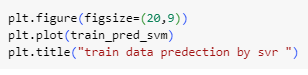 plt.figure(figsize=(20,9))
plt.plot(train_pred_svm)
plt.title("train data predection by svr ")